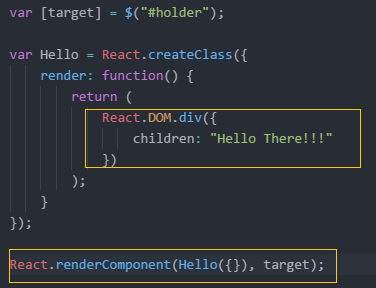 var [target] = $("#holder");
var Hello = React.createClass({
render: function() {
return (
React.DOM.div({
children: "Hello There!!!"
})
);
}
});
React.renderComponent(Hello({}), target);